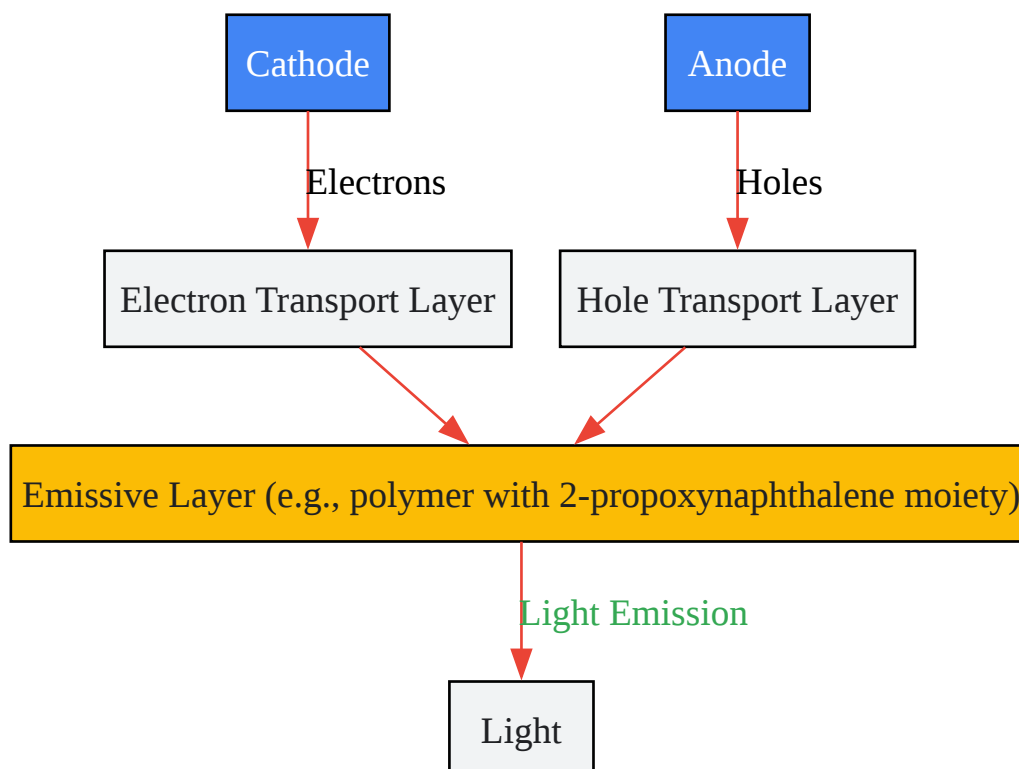 Cathode
Anode
Electrons
Holes
Electron Transport Layer
Hole Transport Layer
Emissive Layer (e.g., polymer with 2-propoxynaphthalene moiety)
Light Emission
Light